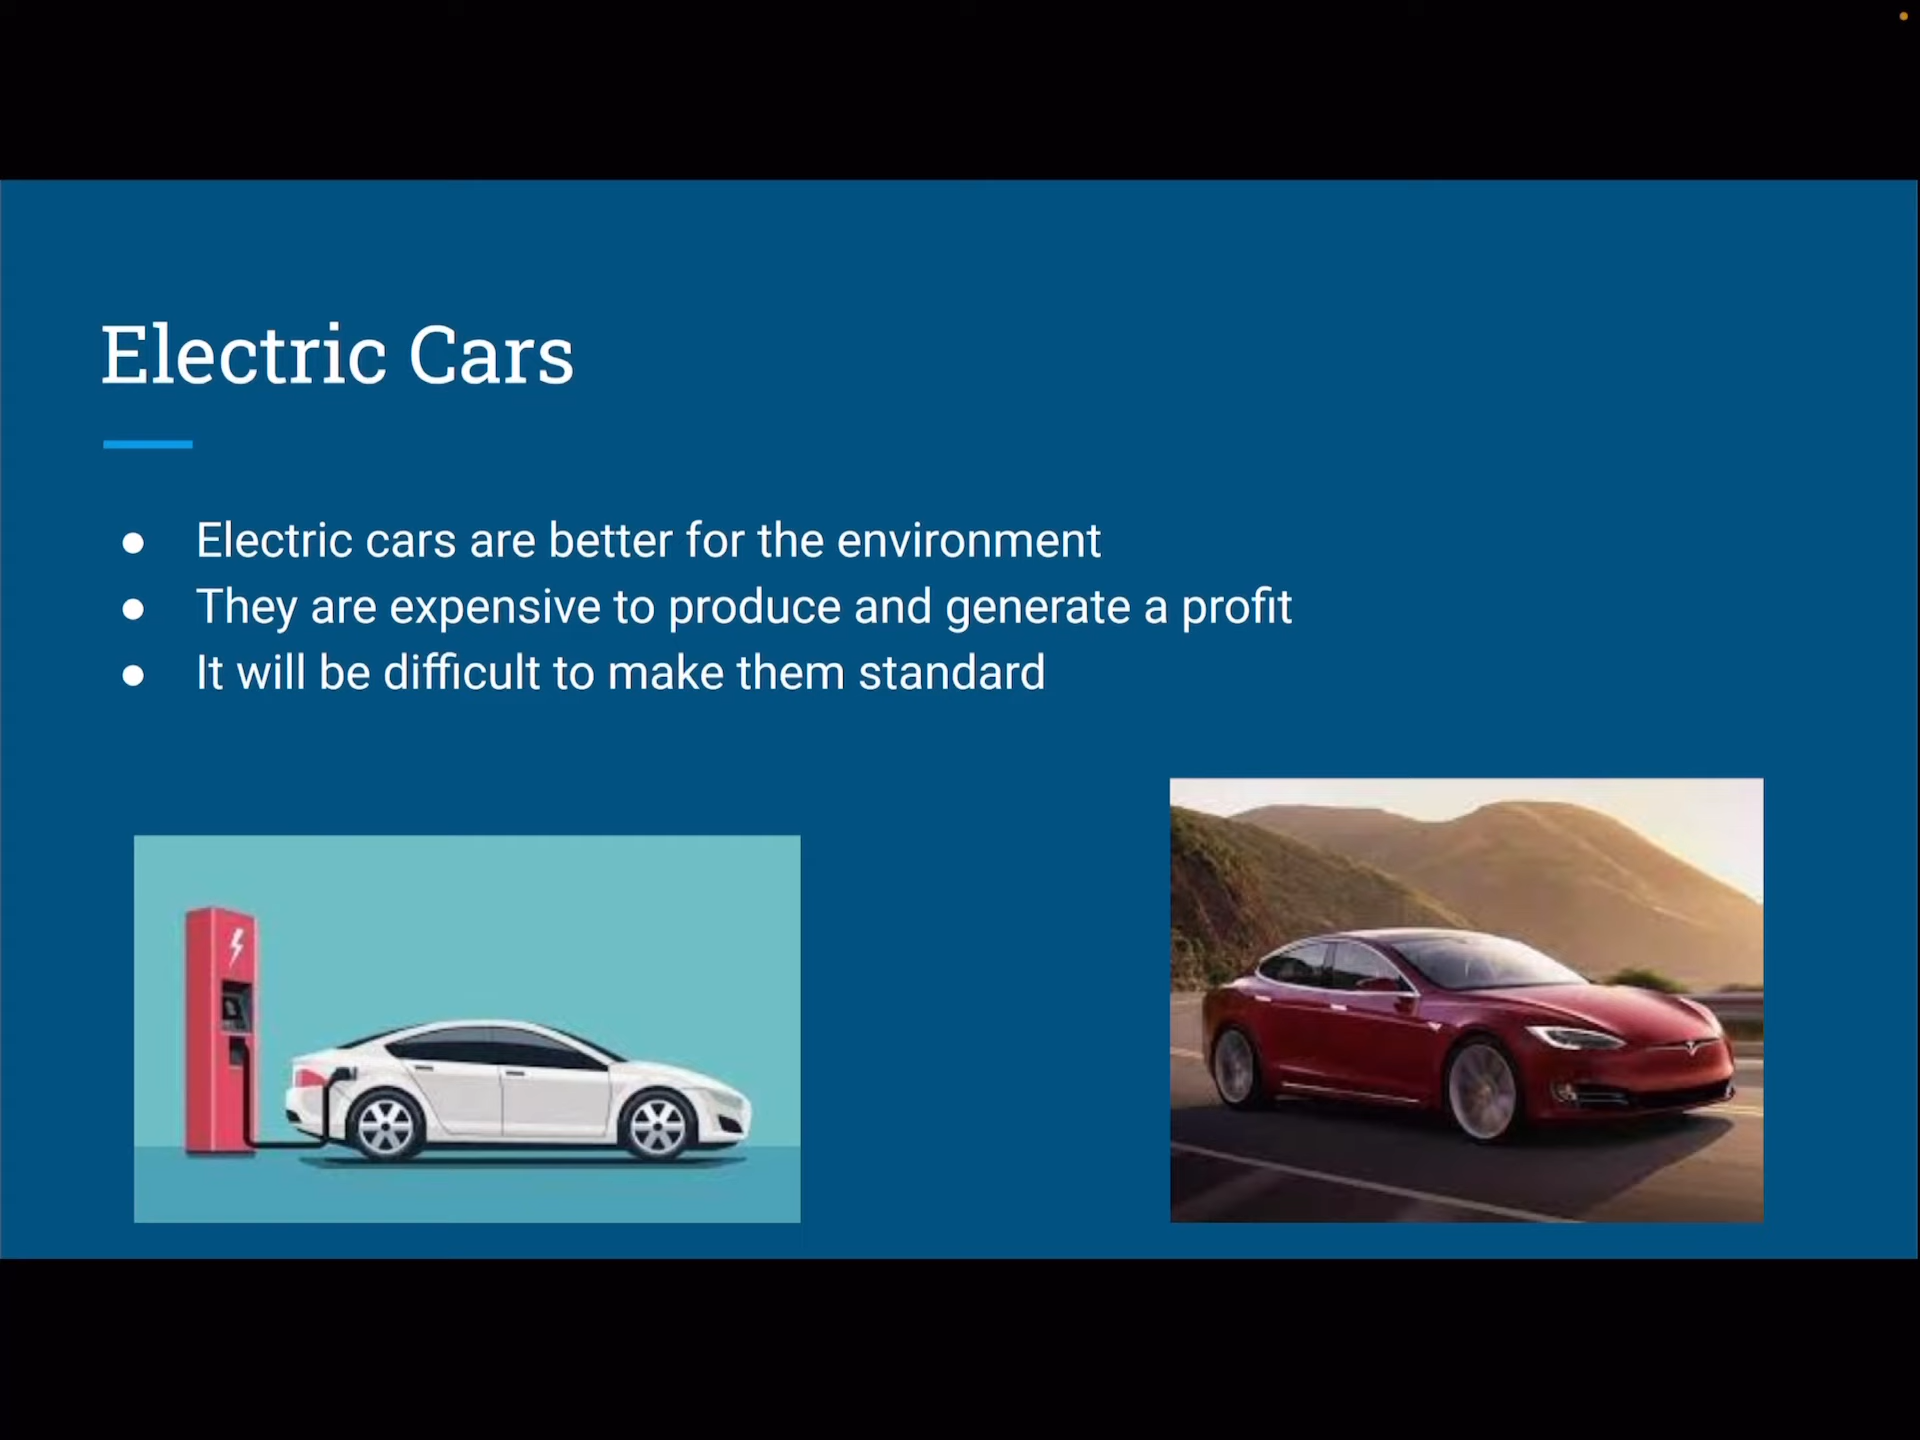 Electric Cars
● Electric cars are better for the environment
● They are expensive to produce and generate a profit
● It will be difficult to make them standard